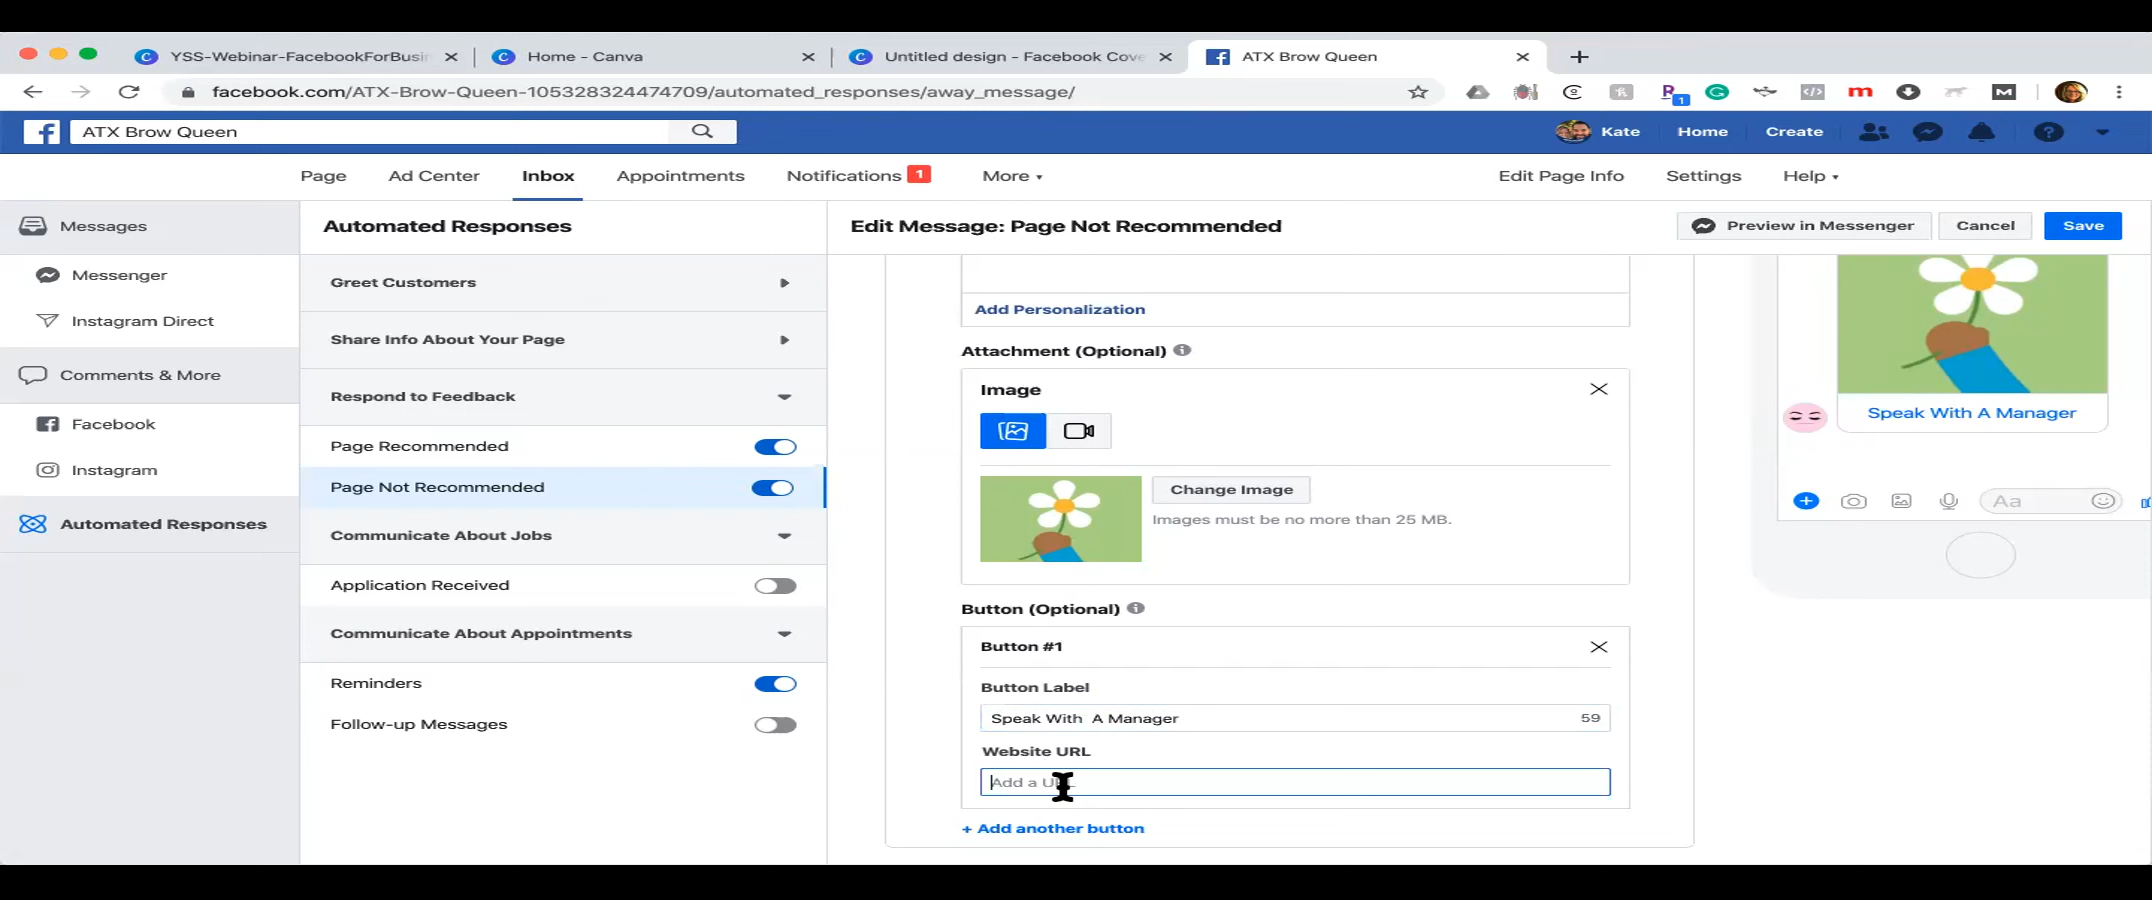 YSS-Webinar-FacebookForBusin
Home - Canva
Untitled design - Facebook Cove
ATX Brow Queen
facebook.com/ATX-Brow-Queen-105328324474709/automated_responses/away_message/
1
ATX Brow Queen
Kate
Home
Create
Page
Ad Center
Inbox
Appointments
Notifications 1
More
Edit Page Info
Settings
Help
Messages
Messenger
Instagram Direct
Comments & More
Facebook
Instagram
Automated Responses
Automated Responses
Greet Customers
Share Info About Your Page
Respond to Feedback
Page Recommended
Page Not Recommended
Communicate About Jobs
Application Received
Communicate About Appointments
Reminders
Follow-up Messages
Edit Message: Page Not Recommended
Preview in Messenger
Cancel
Save
Add Personalization
Attachment (Optional)
Image
Change Image
Images must be no more than 25 MB.
Button (Optional)
Button #1
Button Label
Speak With  A Manager 59
Website URL
Add a URL
+ Add another button
Speak With A Manager
Aa